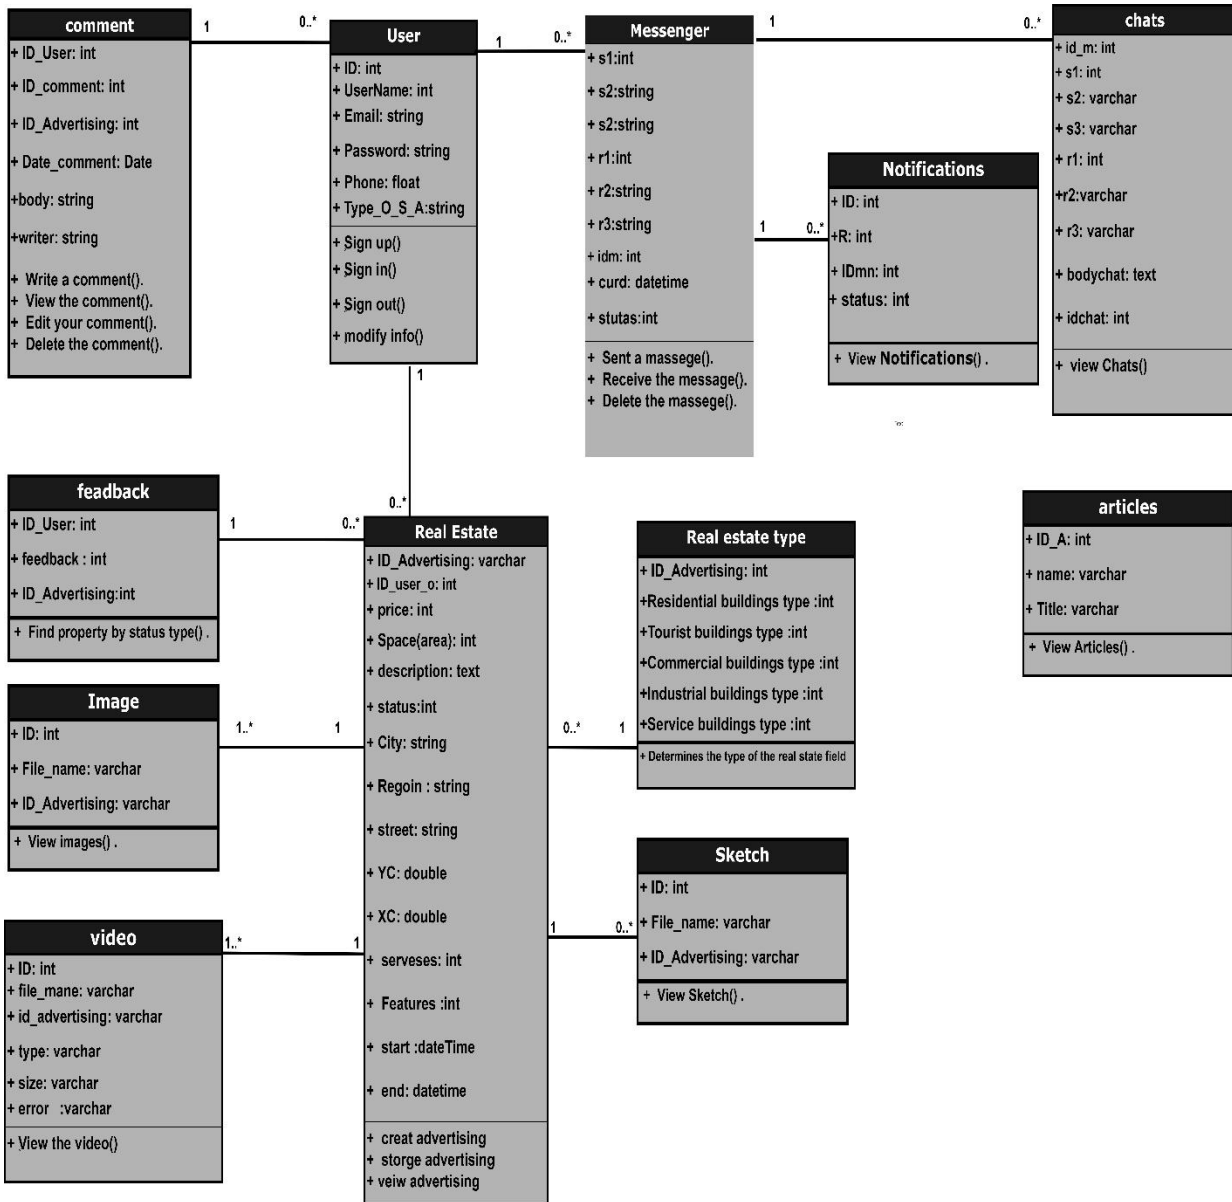 comment
+ ID_User: int
+ ID_comment: int
+ ID_Advertising: int
+ Date_comment: Date
+body: string
+writer: string
+ Write a comment().
+ View the comment().
+ Edit your comment().
+ Delete the comment().
1
0..*
User
+ ID: int
+ UserName: int
+ Email: string
+ Password: string
+ Phone: float
+ Type_O_S_A:string
+ Sign up()
+ Sign in()
+ Sign out()
+ modify info()
1
0..*
Messenger
+ s1:int
+ s2:string
+ s2:string
+ r1:int
+ r2:string
+ r3:string
+ idm: int
+ curd: datetime
+ stutas:int
+ Sent a massege().
+ Receive the message().
+ Delete the massege().
1
0..*
chats
+ id_m: int
+ s1: int
+ s2: varchar
+ s3: varchar
+ r1: int
+r2:varchar
+ r3: varchar
+ bodychat: text
+ idchat: int
+ view Chats()
1
0..*
Notifications
+ ID: int
+R: int
+ IDmn: int
+ status: int
+ View Notifications() .
1
0..*
feadback
+ ID_User: int
+ feedback : int
+ ID_Advertising:int
+ Find property by status type() .
1
0..*
Real Estate
+ ID_Advertising: varchar
+ ID_user_o: int
+ price: int
+ Space(area): int
+ description: text
+ status:int
+ City: string
+ Regoin : string
+ street: string
+ YC: double
+ XC: double
+ serveses: int
+ Features :int
+ start :dateTime
+ end: datetime
+ creat advertising
+ storge advertising
+ veiw advertising
Real estate type
+ ID_Advertising: int
+Residential buildings type :int
+Tourist buildings type :int
+Commercial buildings type :int
+Industrial buildings type :int
+Service buildings type :int
+ Determines the type of the real state field
0..*
1
articles
+ ID_A: int
+ name: varchar
+ Title: varchar
+ View Articles() .
Image
+ ID: int
+ File_name: varchar
+ ID_Advertising: varchar
+ View images() .
1..*
1
Sketch
+ ID: int
+ File_name: varchar
+ ID_Advertising: varchar
+ View Sketch() .
1
0..*
video
+ ID: int
+ file_mane: varchar
+ id_advertising: varchar
+ type: varchar
+ size: varchar
+ error :varchar
+ View the video()
1..*
1